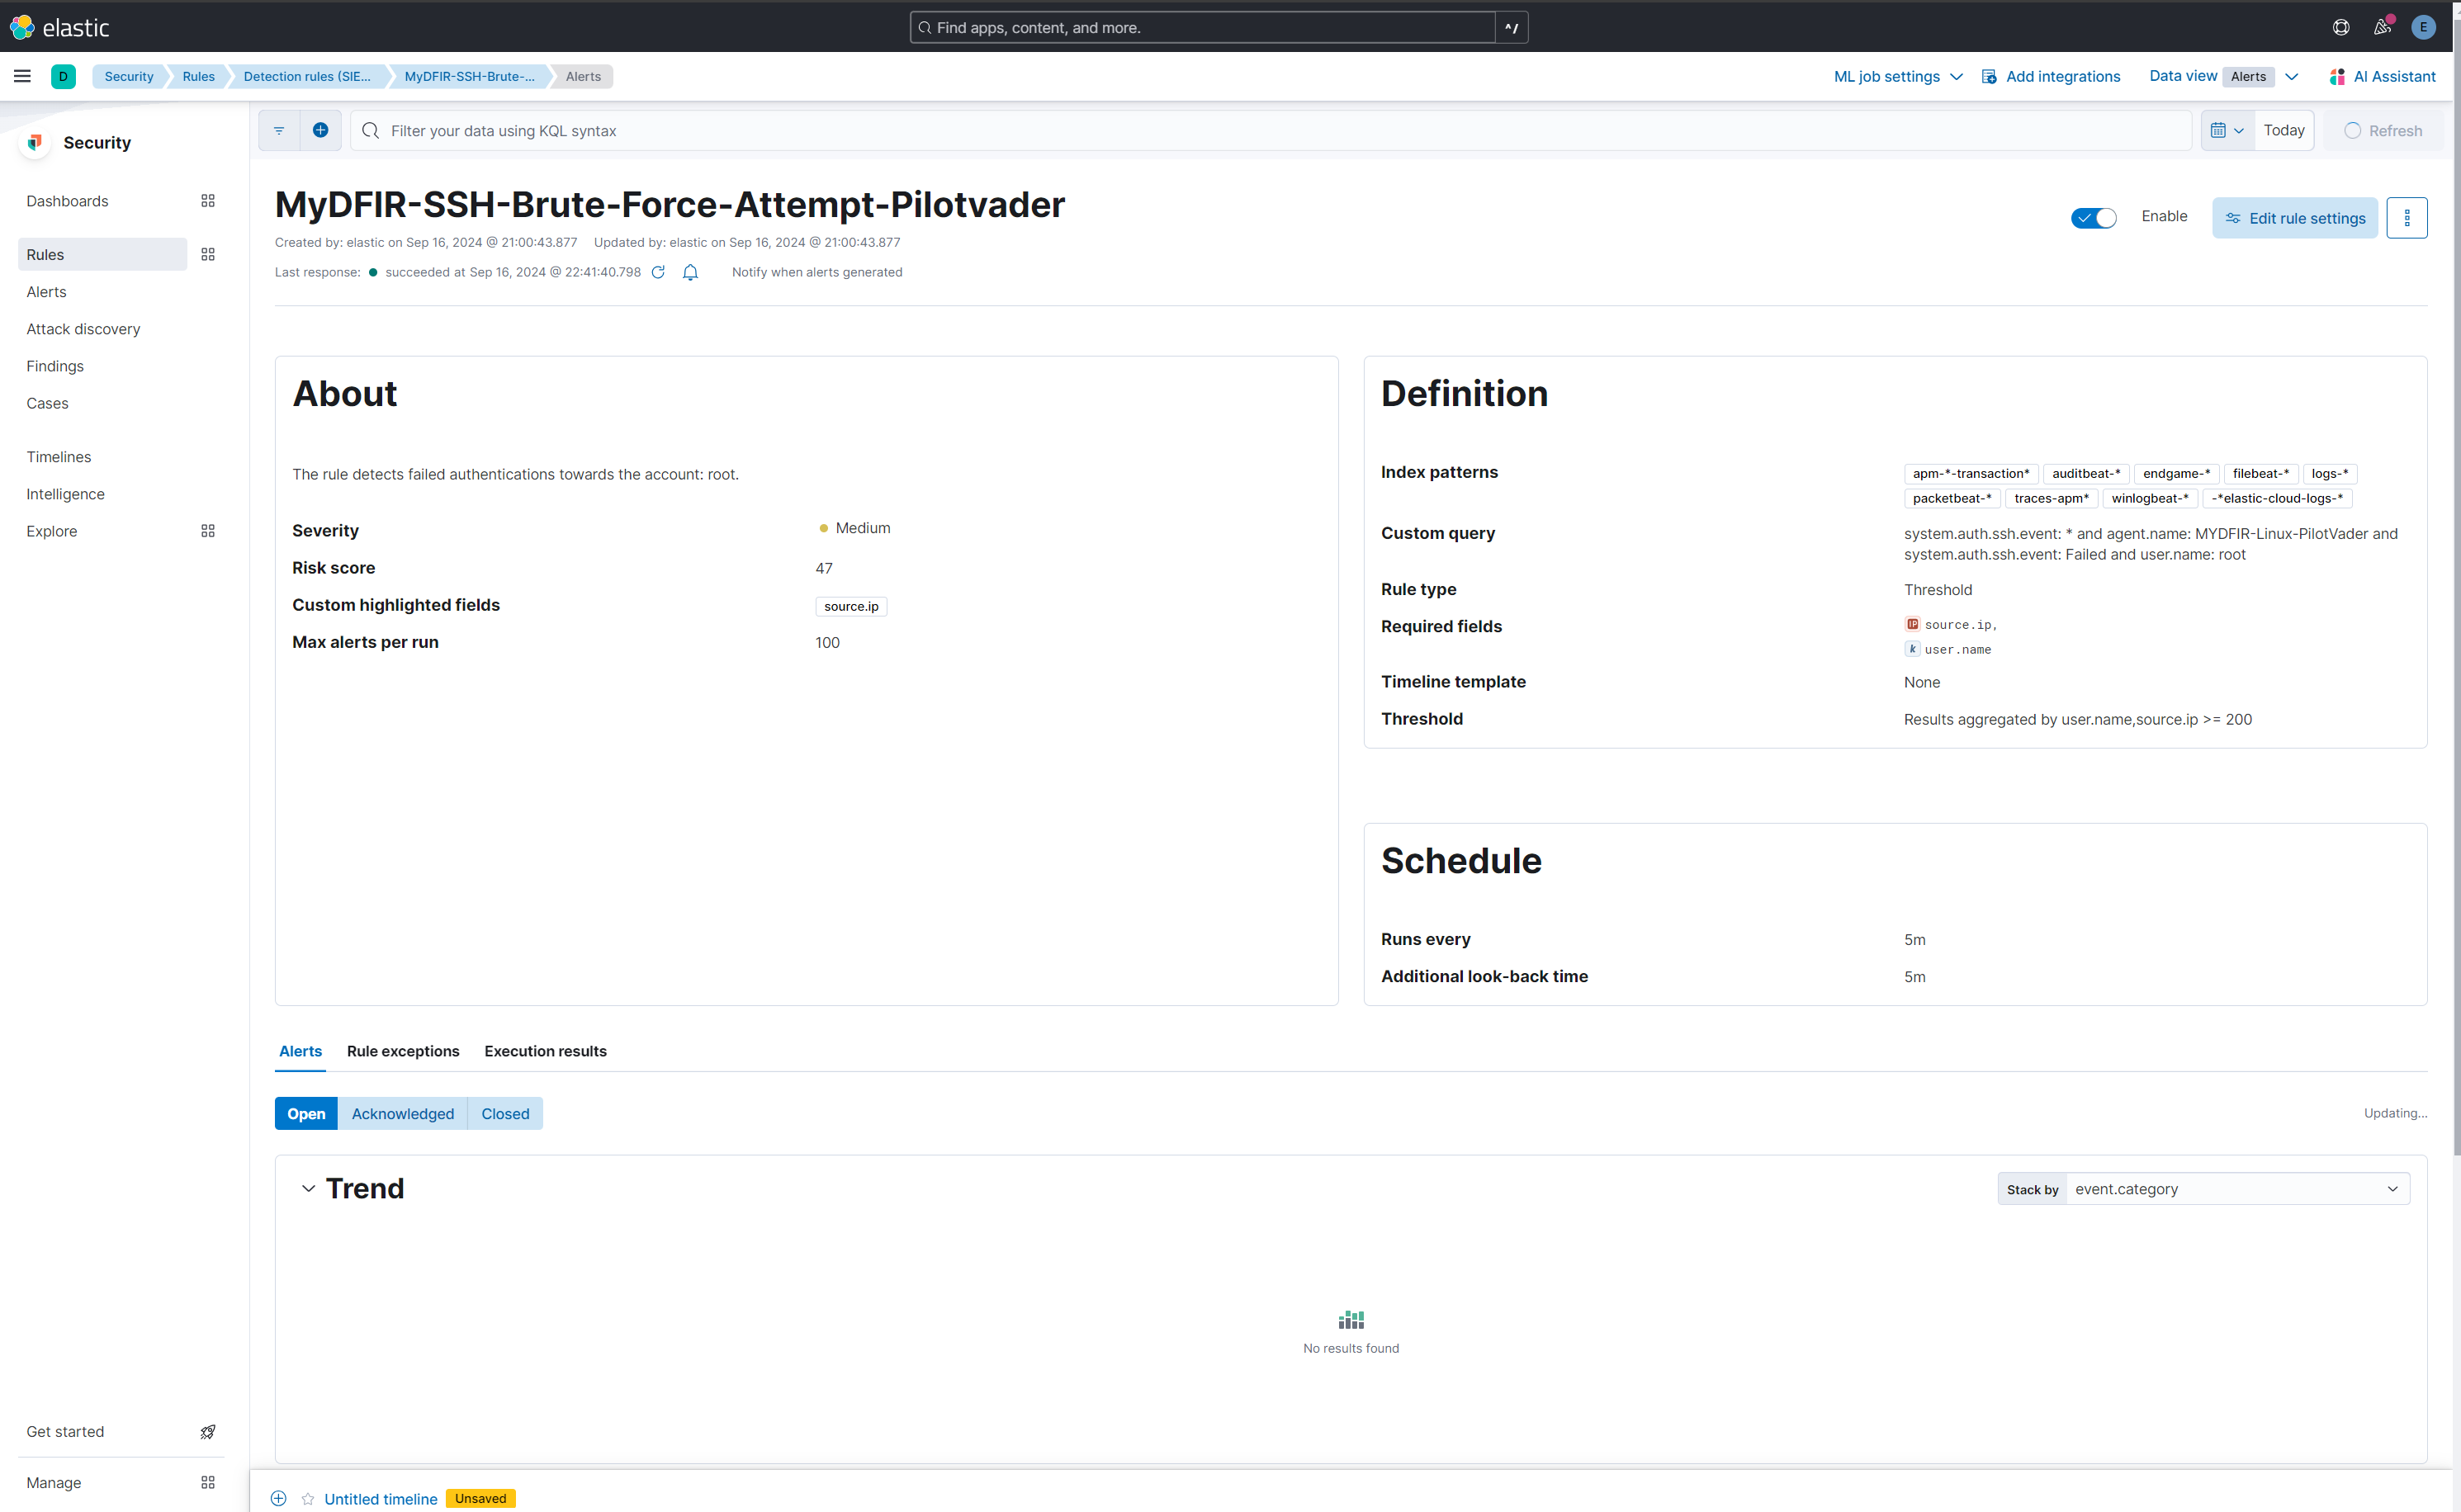 elastic
Find apps, content, and more.
^/
E
D
Security
Rules
Detection rules (SIE...
MyDFIR-SSH-Brute-...
Alerts
ML job settings
Add integrations
Data view
Alerts
AI Assistant
Security
Dashboards
Rules
Alerts
Attack discovery
Findings
Cases
Timelines
Intelligence
Explore
Get started
Manage
Filter your data using KQL syntax
Today
Refresh
MyDFIR-SSH-Brute-Force-Attempt-Pilotvader
Created by: elastic on Sep 16, 2024 @ 21:00:43.877 Updated by: elastic on Sep 16, 2024 @ 21:00:43.877
Last response: succeeded at Sep 16, 2024 @ 22:41:40.798 Notify when alerts generated
Enable
Edit rule settings
About
The rule detects failed authentications towards the account: root.
Severity Medium
Risk score 47
Custom highlighted fields source.ip
Max alerts per run 100
Definition
Index patterns apm-*-transaction* auditbeat-* endgame-* filebeat-* logs-*
packetbeat-* traces-apm* winlogbeat-* -*elastic-cloud-logs-*
Custom query system.auth.ssh.event: * and agent.name: MYDFIR-Linux-PilotVader and
system.auth.ssh.event: Failed and user.name: root
Rule type Threshold
Required fields IP source.ip,
k user.name
Timeline template None
Threshold Results aggregated by user.name,source.ip >= 200
Schedule
Runs every 5m
Additional look-back time 5m
Alerts Rule exceptions Execution results
Open Acknowledged Closed
Updating...
Trend
Stack by event.category
No results found
Untitled timeline Unsaved